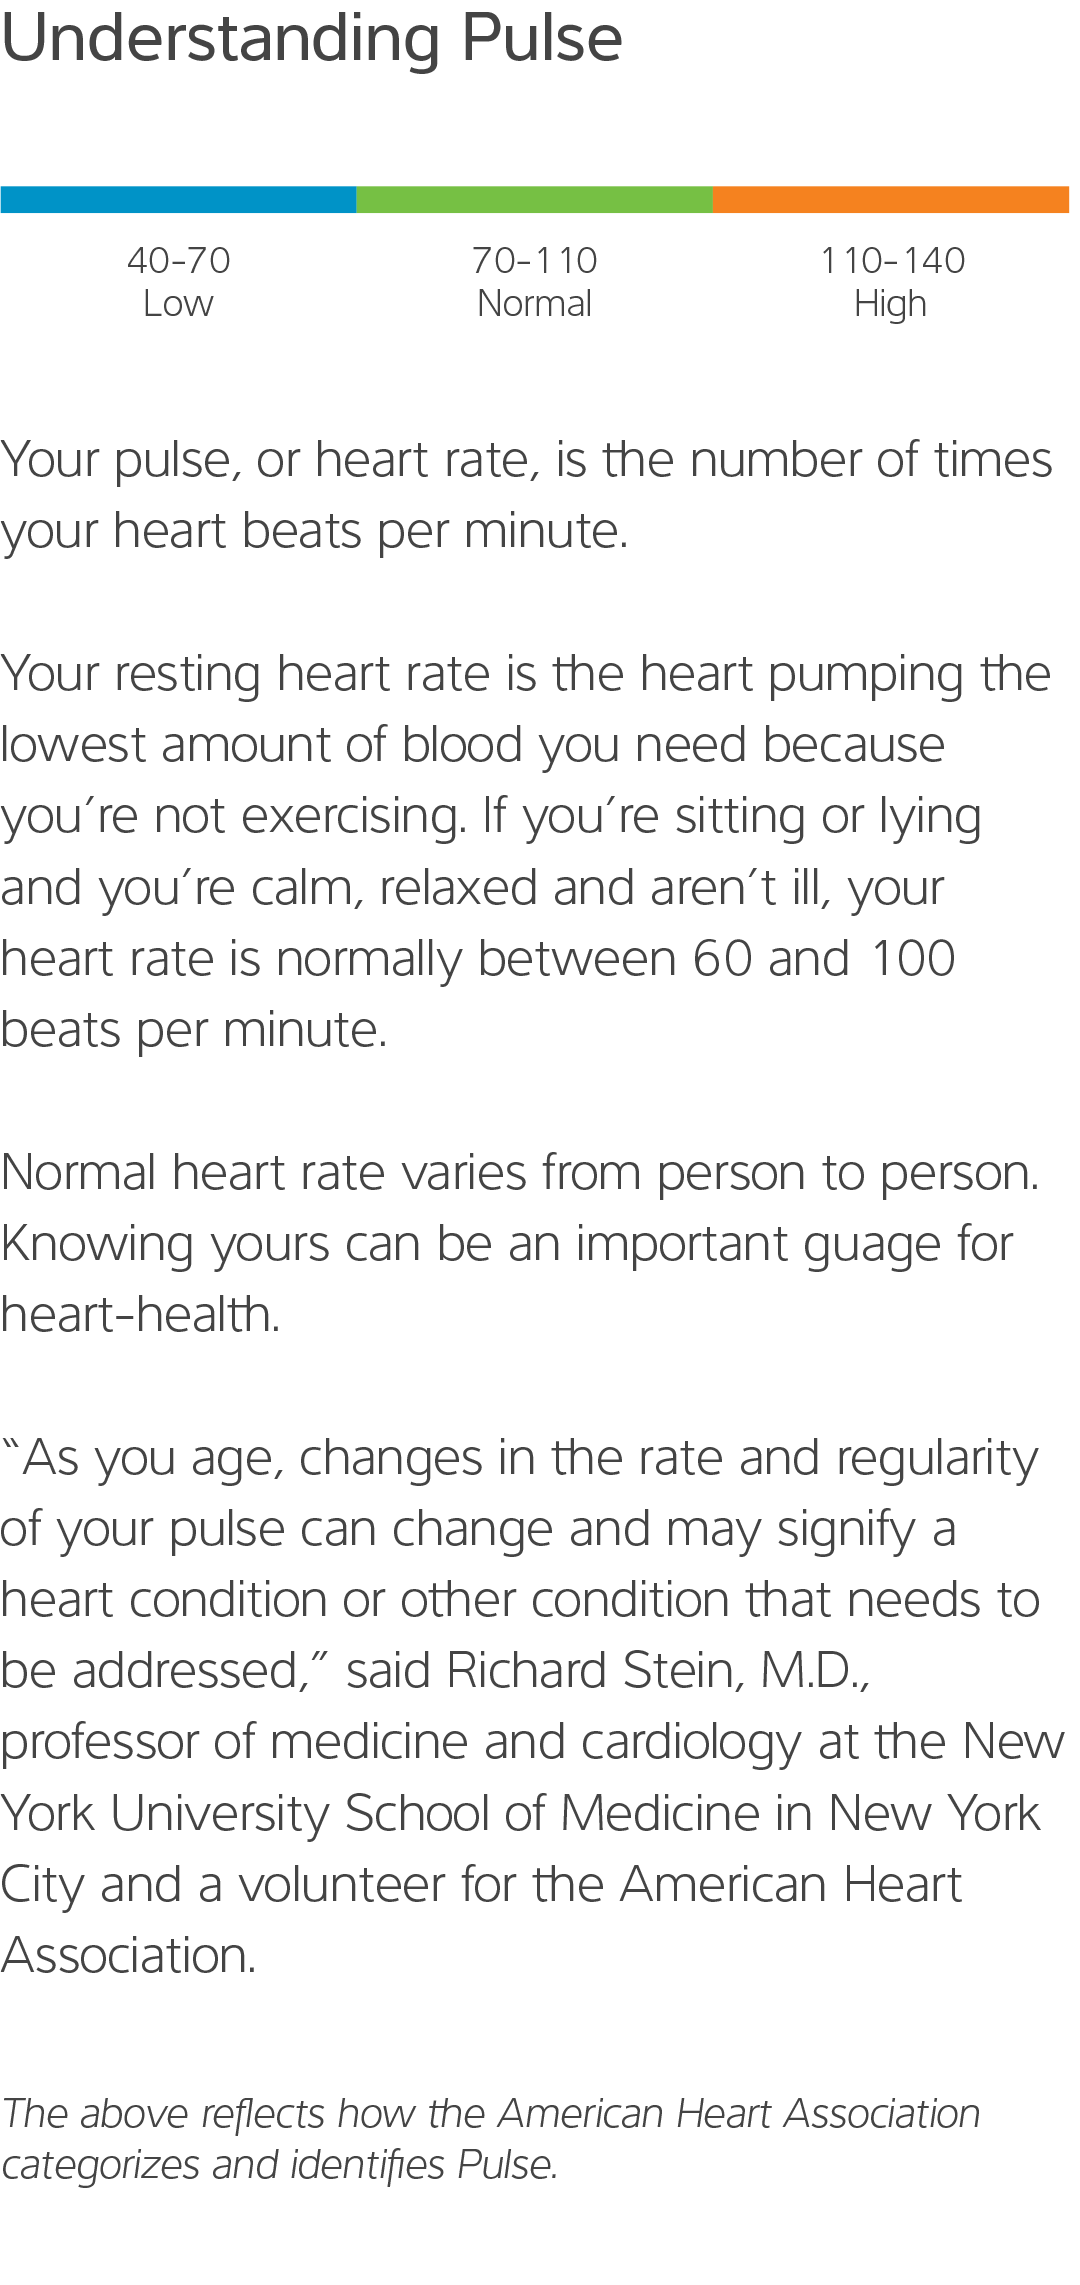 Understanding Pulse
40-70
Low
70-110
Normal
110-140
High
Your pulse, or heart rate, is the number of times
your heart beats per minute.
Your resting heart rate is the heart pumping the
lowest amount of blood you need because
you’re not exercising. If you’re sitting or lying
and you’re calm, relaxed and aren’t ill, your
heart rate is normally between 60 and 100
beats per minute.
Normal heart rate varies from person to person.
Knowing yours can be an important guage for
heart-health.
“As you age, changes in the rate and regularity
of your pulse can change and may signify a
heart condition or other condition that needs to
be addressed,” said Richard Stein, M.D.,
professor of medicine and cardiology at the New
York University School of Medicine in New York
City and a volunteer for the American Heart
Association.
The above reflects how the American Heart Association
categorizes and identifies Pulse.